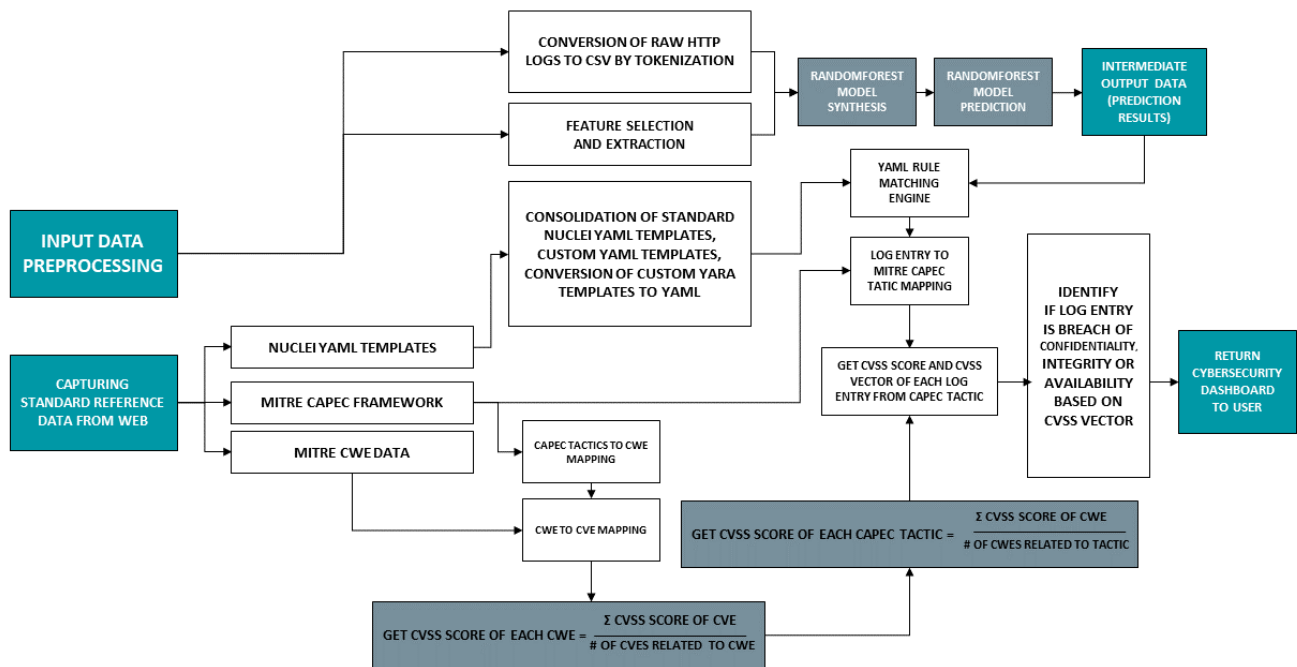 CONVERSION OF RAW HTTP
LOGS TO CSV BY TOKENIZATION
FEATURE SELECTION
AND EXTRACTION
RANDOMFOREST
MODEL
SYNTHESIS
RANDOMFOREST
MODEL
PREDICTION
INTERMEDIATE
OUTPUT DATA
(PREDICTION
RESULTS)
INPUT DATA
PREPROCESSING
CONSOLIDATION OF STANDARD
NUCLEI YAML TEMPLATES,
CUSTOM YAML TEMPLATES,
CONVERSION OF CUSTOM YARA
TEMPLATES TO YAML
YAML RULE
MATCHING
ENGINE
LOG ENTRY TO
MITRE CAPEC
TATIC MAPPING
CAPTURING
STANDARD REFERENCE
DATA FROM WEB
NUCLEI YAML TEMPLATES
MITRE CAPEC FRAMEWORK
MITRE CWE DATA
GET CVSS SCORE AND CVSS
VECTOR OF EACH LOG
ENTRY FROM CAPEC TACTIC
IDENTIFY
IF LOG ENTRY
IS BREACH OF
CONFIDENTIALITY,
INTEGRITY OR
AVAILABILITY
BASED ON
CVSS VECTOR
RETURN
CYBERSECURITY
DASHBOARD
TO USER
CAPEC TACTICS TO CWE
MAPPING
CWE TO CVE MAPPING
GET CVSS SCORE OF EACH CAPEC TACTIC =
Σ CVSS SCORE OF CWE
# OF CWES RELATED TO TACTIC
GET CVSS SCORE OF EACH CWE =
Σ CVSS SCORE OF CVE
# OF CVES RELATED TO CWE